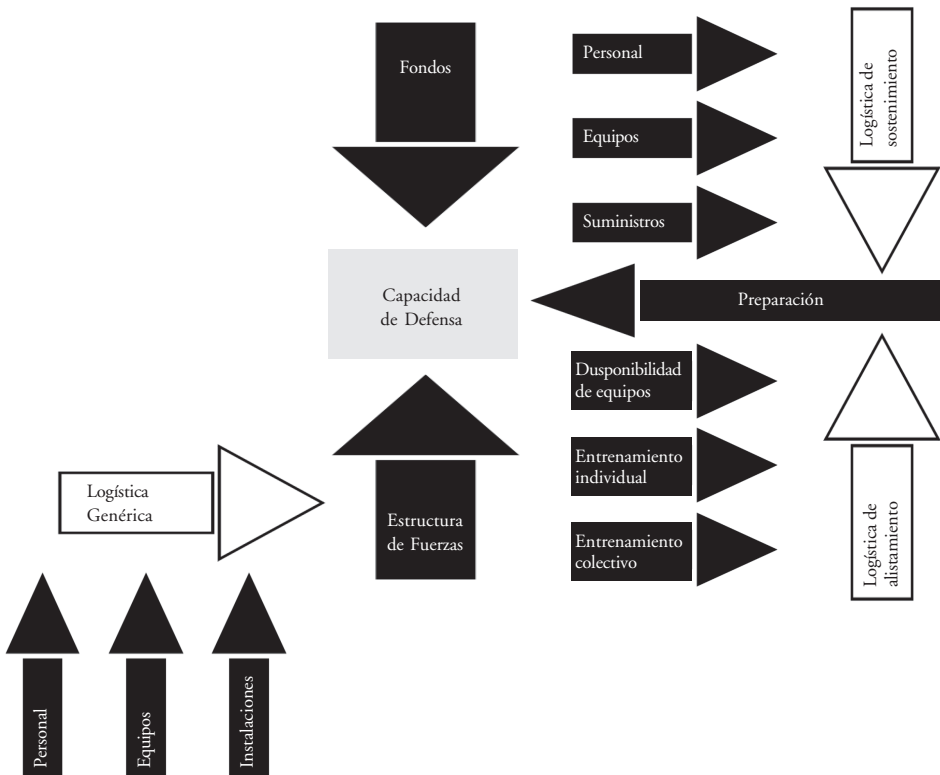 Fondos
Personal
Equipos
Suministros
Logística de
sostenimiento
Capacidad
de Defensa
Preparación
Dusponibilidad
de equipos
Entrenamiento
individual
Entrenamiento
colectivo
Logística de
alistamiento
Logística
Genérica
Estructura
de Fuerzas
Personal
Equipos
Instalaciones